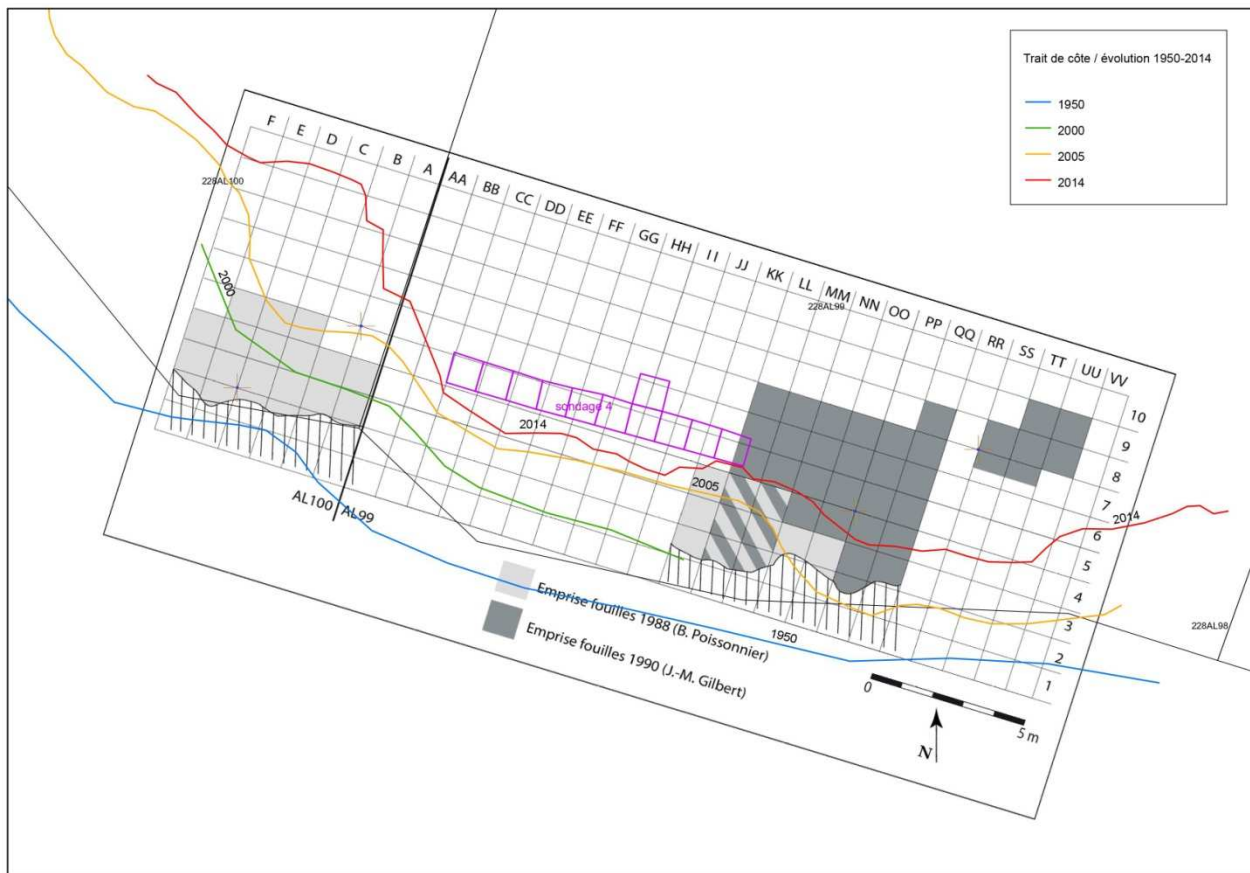 Trait de côte / évolution 1950-2014
1950
2000
2005
2014
F E D C B A AA BB CC DD EE FF GG HH II JJ KK LL MM NN OO PP QQ RR SS TT UU VV
228AL100
228AL99
2000
10
9
8
7
6
5
4
3
2
1
sondage 4
2014
2005
2014
AL100 AL99
1950
228AL98
Emprise fouilles 1988 (B. Poissonnier)
Emprise fouilles 1990 (J.-M. Gilbert)
0
5 m
N